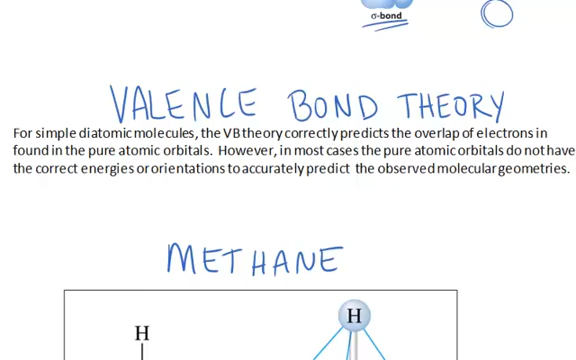 σ-bond
VALENCE BOND THEORY
For simple diatomic molecules, the VB theory correctly predicts the overlap of electrons in
found in the pure atomic orbitals. However, in most cases the pure atomic orbitals do not have
the correct energies or orientations to accurately predict the observed molecular geometries.
METHANE
H
H